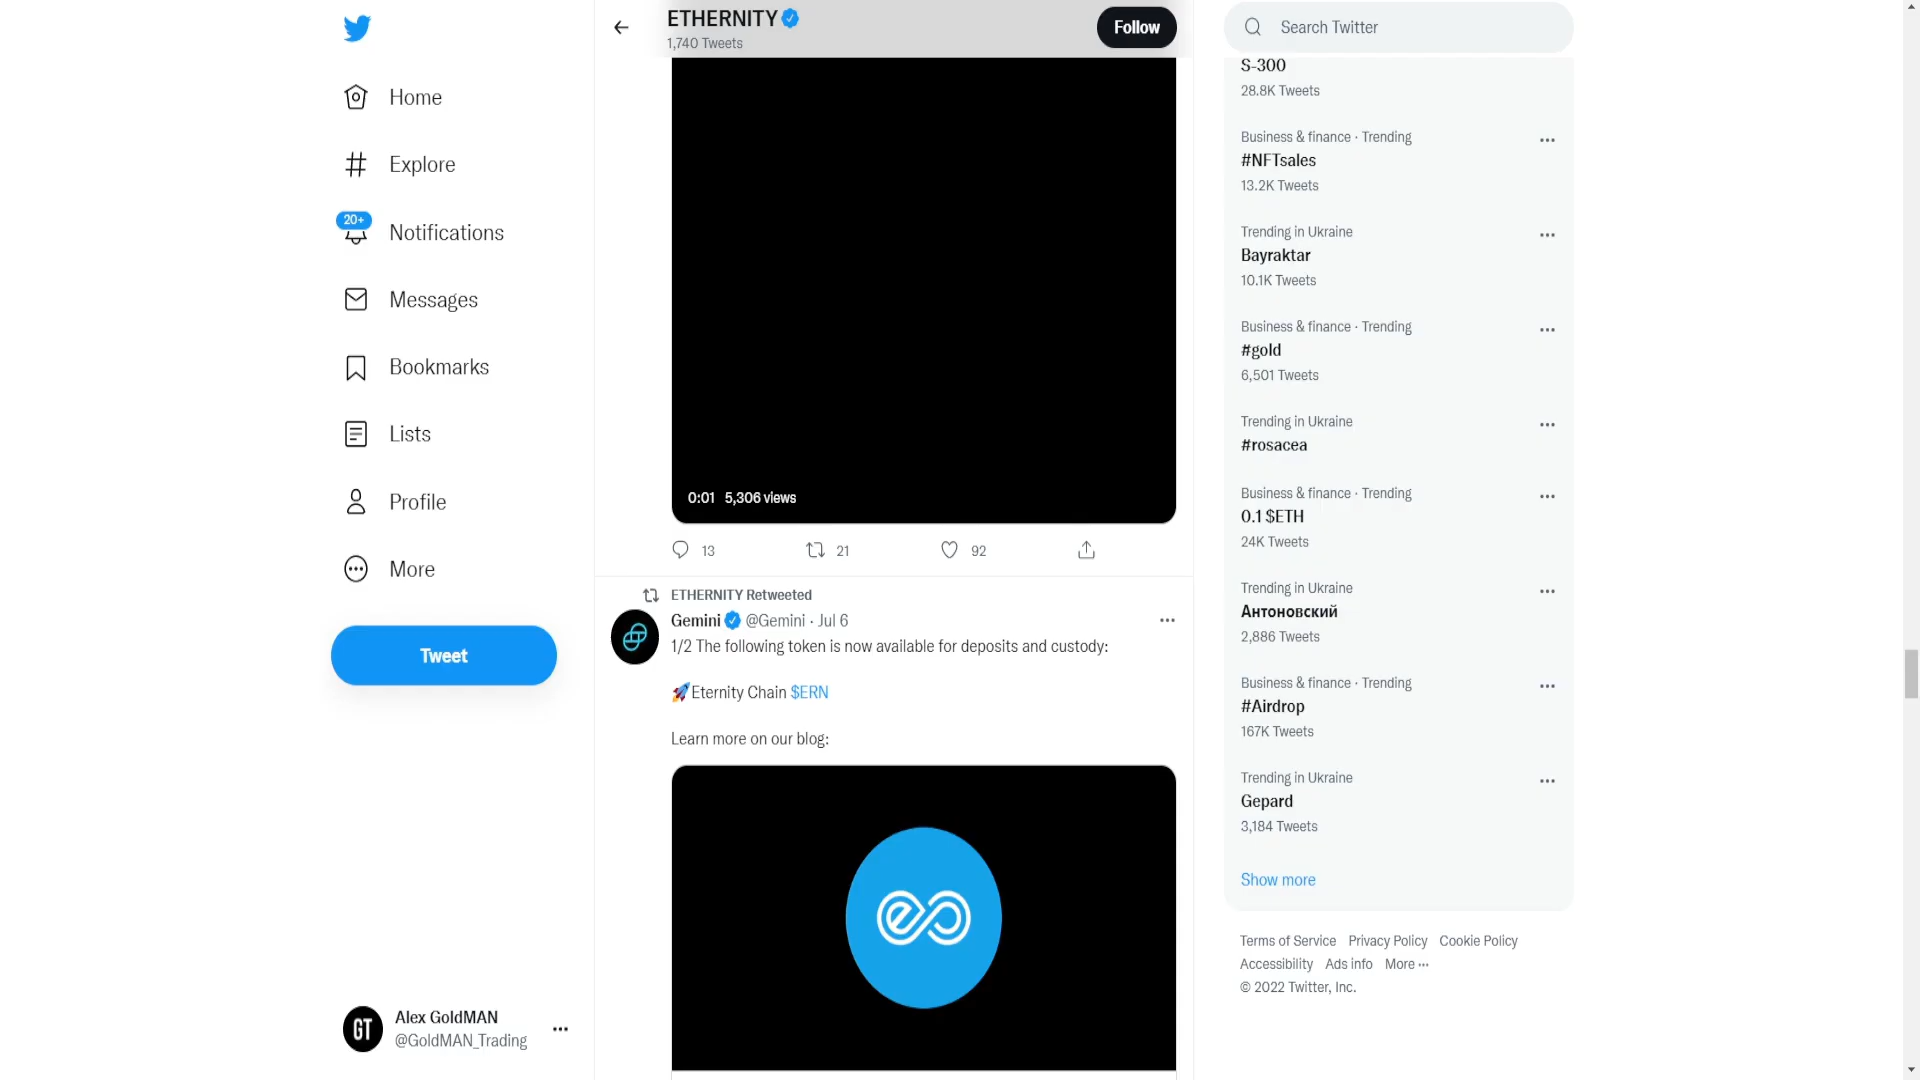 Home
Explore
20+
Notifications
Messages
Bookmarks
Lists
Profile
More
Tweet
GT
Alex GoldMAN
@GoldMAN_Trading
ETHERNITY
1,740 Tweets
Follow
0:01 5,306 views
13 21 92
ETHERNITY Retweeted
Gemini @Gemini · Jul 6
1/2 The following token is now available for deposits and custody:
🚀Eternity Chain $ERN
Learn more on our blog:
Search Twitter
S-300
28.8K Tweets
Business & finance · Trending
#NFTsales
13.2K Tweets
Trending in Ukraine
Bayraktar
10.1K Tweets
Business & finance · Trending
#gold
6,501 Tweets
Trending in Ukraine
#rosacea
Business & finance · Trending
0.1 $ETH
24K Tweets
Trending in Ukraine
Антоновский
2,886 Tweets
Business & finance · Trending
#Airdrop
167K Tweets
Trending in Ukraine
Gepard
3,184 Tweets
Show more
Terms of Service Privacy Policy Cookie Policy
Accessibility Ads info More ···
© 2022 Twitter, Inc.